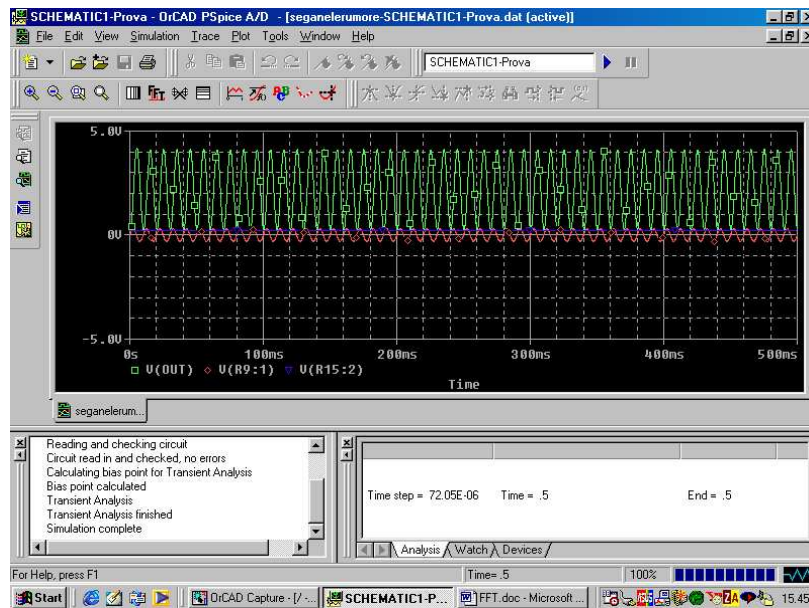 SCHEMATIC1-Prova - OrCAD PSpice A/D - [seganelerumore-SCHEMATIC1-Prova.dat (active)]
File Edit View Simulation Trace Plot Tools Window Help
SCHEMATIC1-Prova
FFT
5.0V
0V
-5.0V
0s 100ms 200ms 300ms 400ms 500ms
V(OUT) V(R9:1) V(R15:2)
Time
seganelerum...
Reading and checking circuit
Circuit read in and checked, no errors
Calculating bias point for Transient Analysis
Bias point calculated
Transient Analysis
Transient Analysis finished
Simulation complete
Time step = 72.05E-06 Time = .5 End = .5
Analysis Watch Devices
For Help, press F1 Time= .5 100%
Start OrCAD Capture - [/ -... SCHEMATIC1-P... FFT.doc - Microsoft ... 15.45